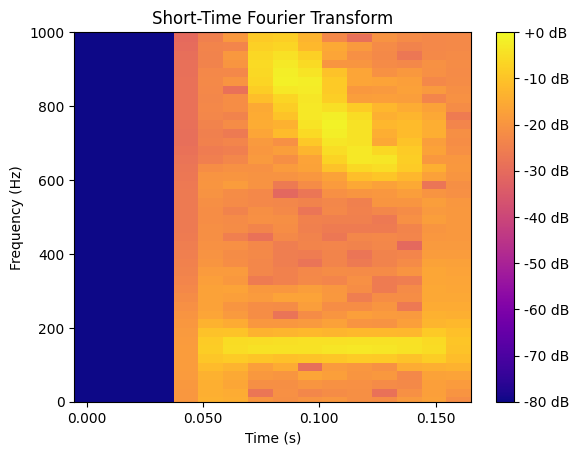 Short-Time Fourier Transform
1000
800
600
400
200
0
Frequency (Hz)
0.000
0.050
0.100
0.150
Time (s)
+0 dB
-10 dB
-20 dB
-30 dB
-40 dB
-50 dB
-60 dB
-70 dB
-80 dB